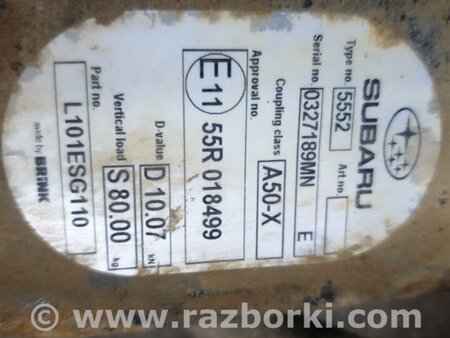 SUBARU
Type no. 5552 Art no.
Serial no. 0327189MN E
Coupling class A50-X
Approval no.
E 11 55R 018499
D-value D 10.07 kN
Vertical load S 80.00 kg
Part no. L101ESG110
made by BRINK
© www.razborki.com/